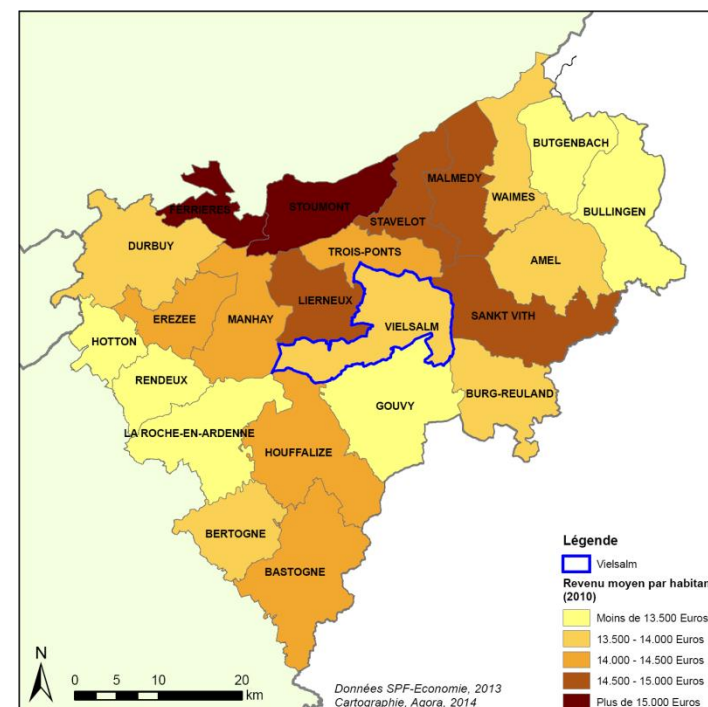 BUTGENBACH
MALMEDY
WAIMES
BULLINGEN
FERRIERES
STOUMONT
STAVELOT
DURBUY
TROIS-PONTS
AMEL
LIERNEUX
EREZEE
MANHAY
VIELSALM
SANKT VITH
HOTTON
RENDEUX
GOUVY
BURG-REULAND
LA ROCHE-EN-ARDENNE
HOUFFALIZE
BERTOGNE
BASTOGNE
Légende
Vielsalm
Revenu moyen par habitan
(2010)
Moins de 13.500 Euros
13.500 - 14.000 Euros
14.000 - 14.500 Euros
14.500 - 15.000 Euros
Plus de 15.000 Euros
N
0 5 10 20
km
Données SPF-Economie, 2013
Cartographie, Agora, 2014